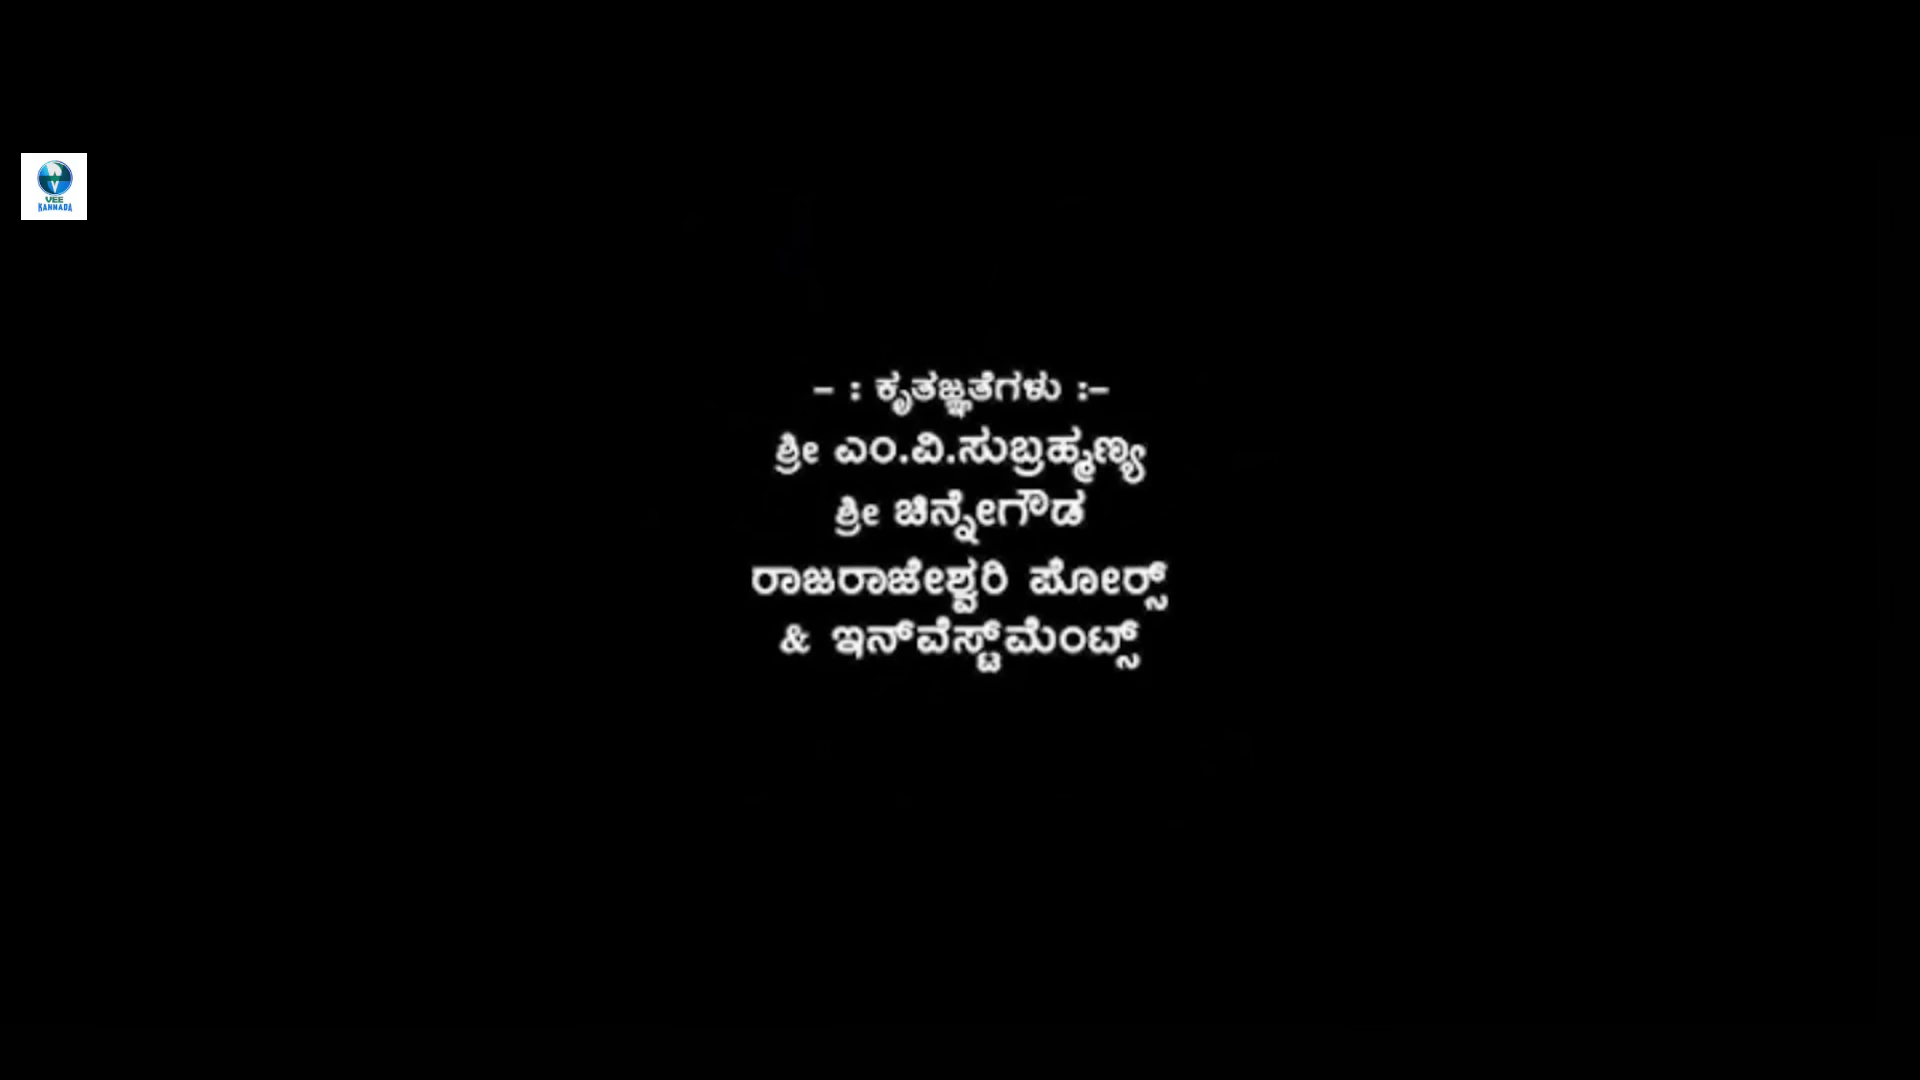 VEE
KANNADA
- : ಕೃತಜ್ಞತೆಗಳು :-
ಶ್ರೀ ಎಂ.ವಿ.ಸುಬ್ರಹ್ಮಣ್ಯ
ಶ್ರೀ ಚಿನ್ನೇಗೌಡ
ರಾಜರಾಜೇಶ್ವರಿ ಪೋರ್ಸ್
& ಇನ್‌ವೆಸ್ಟ್‌ಮೆಂಟ್ಸ್